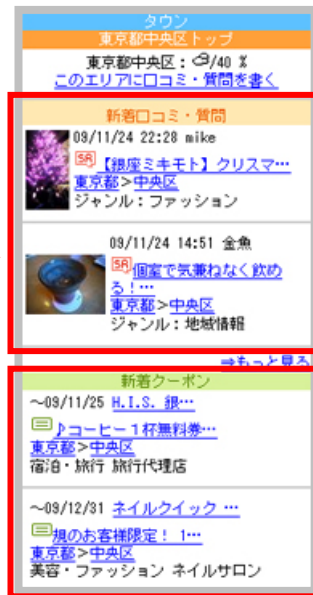 タウン
東京都中央区トップ
東京都中央区：/40 %
このエリアに口コミ・質問を書く
新着口コミ・質問
09/11/24 22:28 mike
【銀座ミキモト】クリスマ…
東京都>中央区
ジャンル：ファッション
09/11/24 14:51 金魚
個室で気兼ねなく飲め
る！…
東京都>中央区
ジャンル：地域情報
⇒もっと見る
新着クーポン
～09/11/25 H.I.S. 銀…
♪コーヒー１杯無料券…
東京都>中央区
宿泊・旅行 旅行代理店
～09/12/31 ネイルクイック …
規のお客様限定！ 1…
東京都>中央区
美容・ファッション ネイルサロン